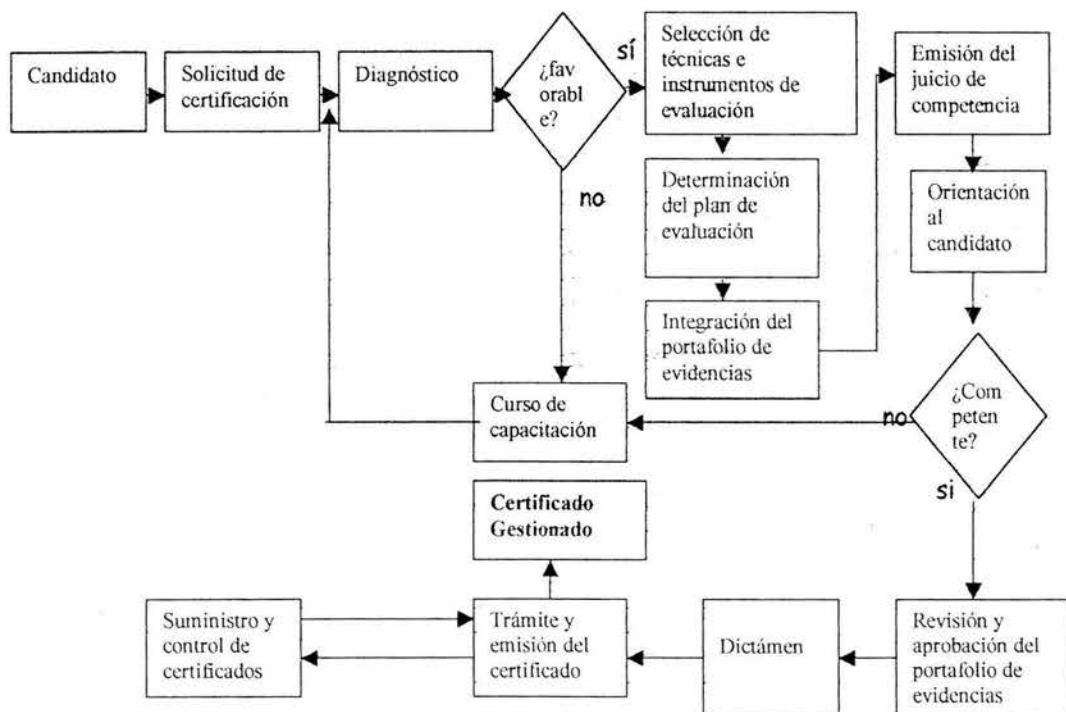 Candidato
Solicitud de
certificación
Diagnóstico
¿fav
orabl
e?
sí
Selección de
técnicas e
instrumentos de
evaluación
Emisión del
juicio de
competencia
no
Determinación
del plan de
evaluación
Orientación
al
candidato
Integración del
portafolio de
evidencias
¿Com
peten
te?
no
si
Curso de
capacitación
Certificado
Gestionado
Suministro y
control de
certificados
Trámite y
emisión del
certificado
Dictámen
Revisión y
aprobación del
portafolio de
evidencias